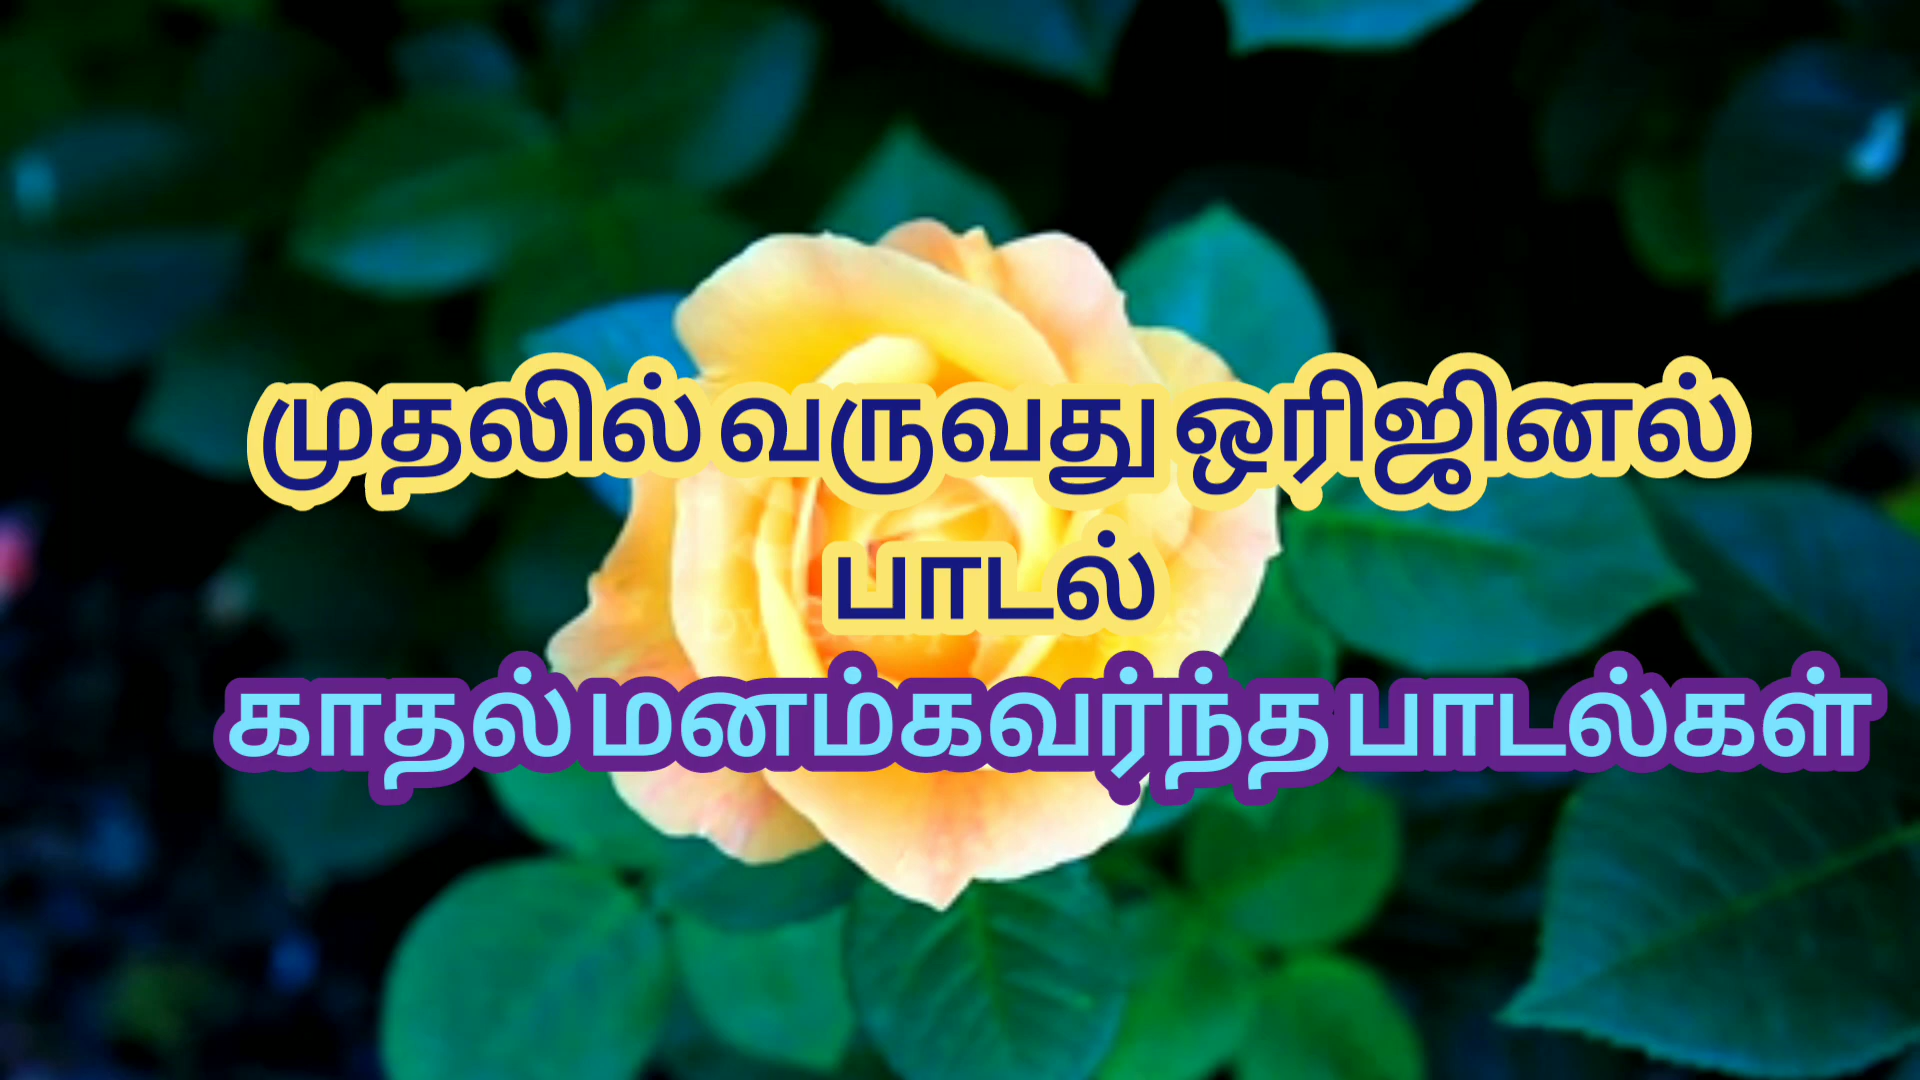 முதலில் வருவது ஒரிஜினல்
பாடல்
காதல் மனம்கவர்ந்த பாடல்கள்